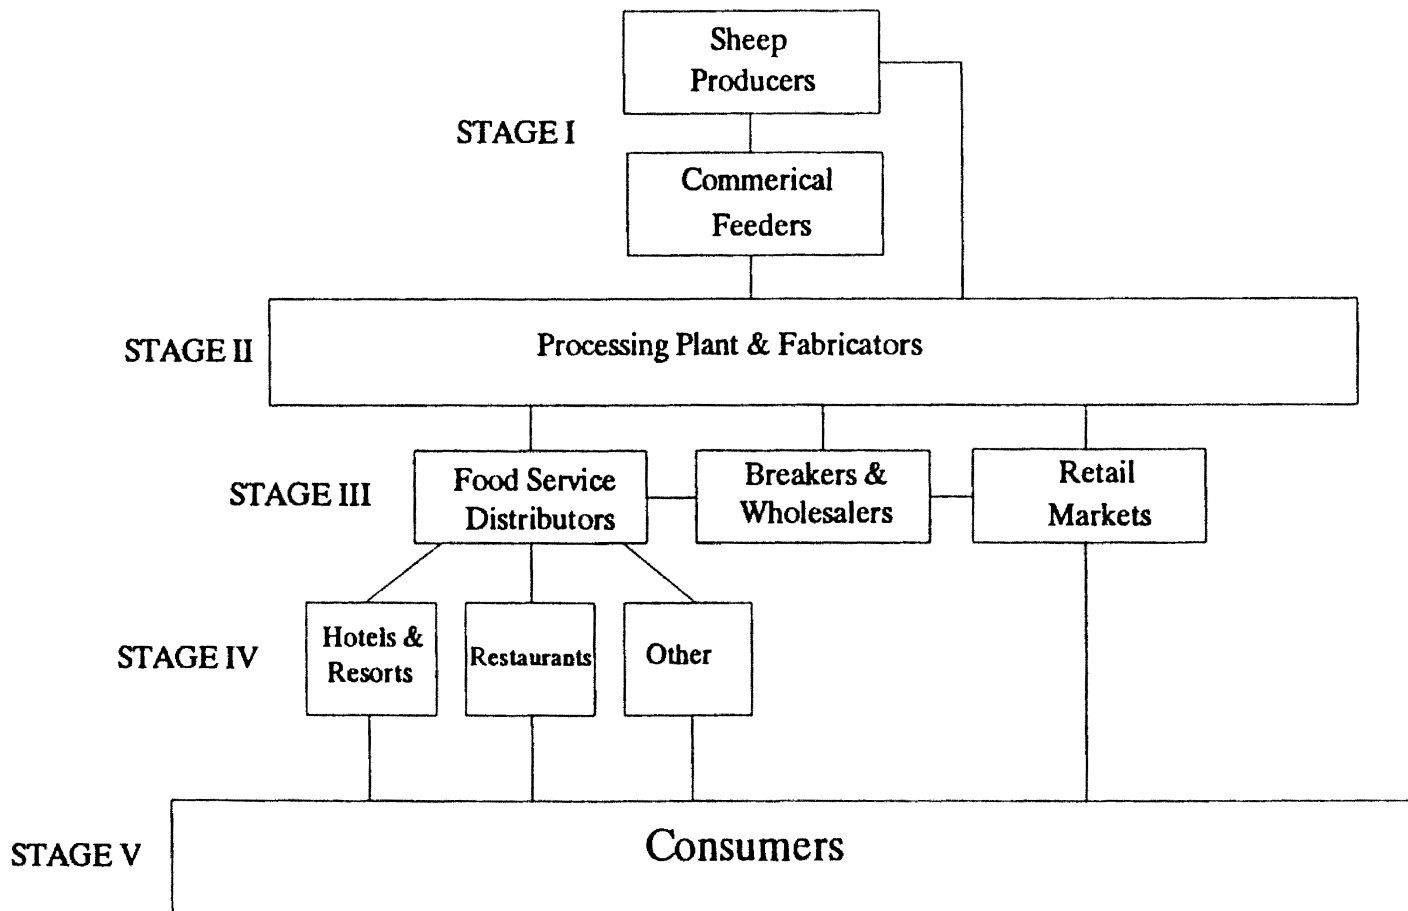 Sheep
Producers
STAGE I
Commerical
Feeders
STAGE II
Processing Plant & Fabricators
STAGE III
Food Service
Distributors
Breakers &
Wholesalers
Retail
Markets
STAGE IV
Hotels &
Resorts
Restaurants
Other
STAGE V
Consumers